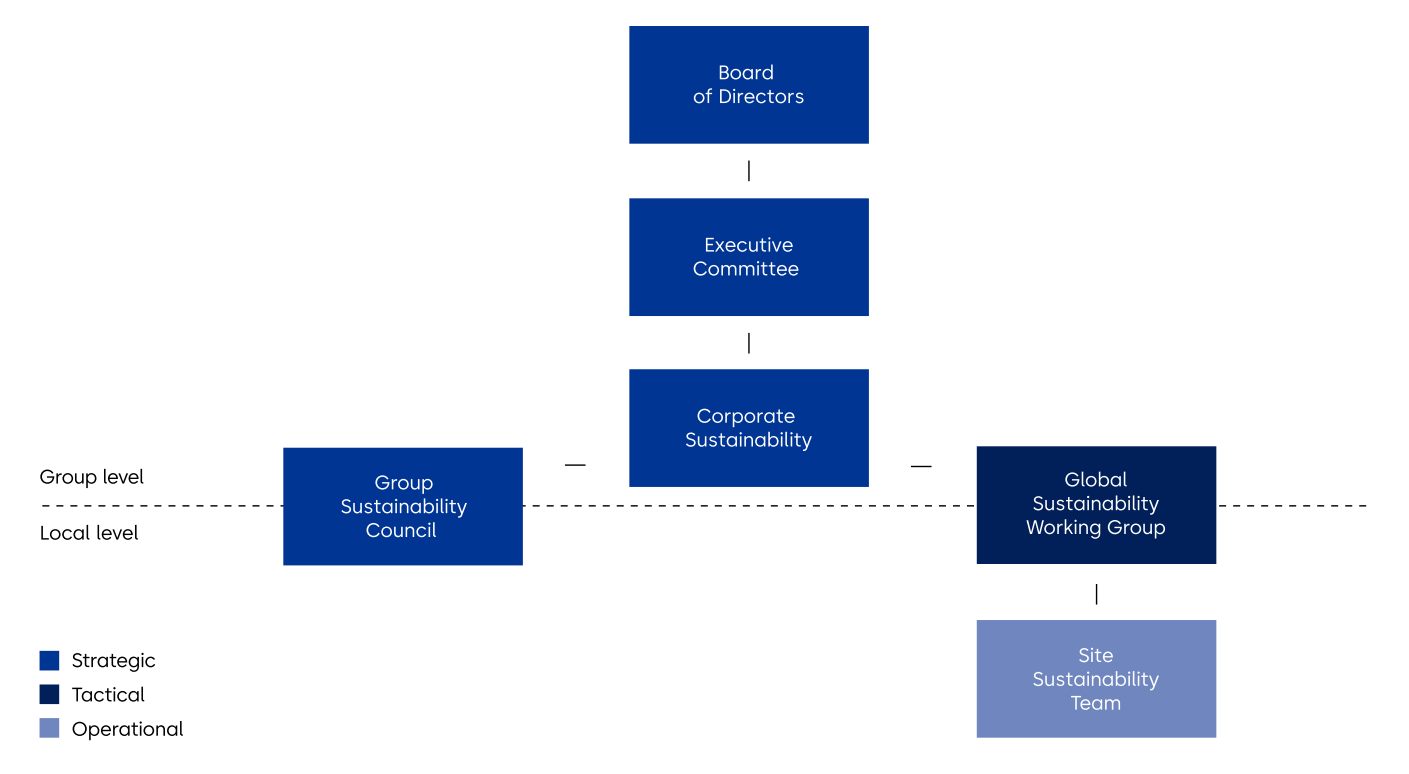 Board
of Directors
Executive
Committee
Corporate
Sustainability
Group level
Local level
Group
Sustainability
Council
Global
Sustainability
Working Group
Site
Sustainability
Team
Strategic
Tactical
Operational